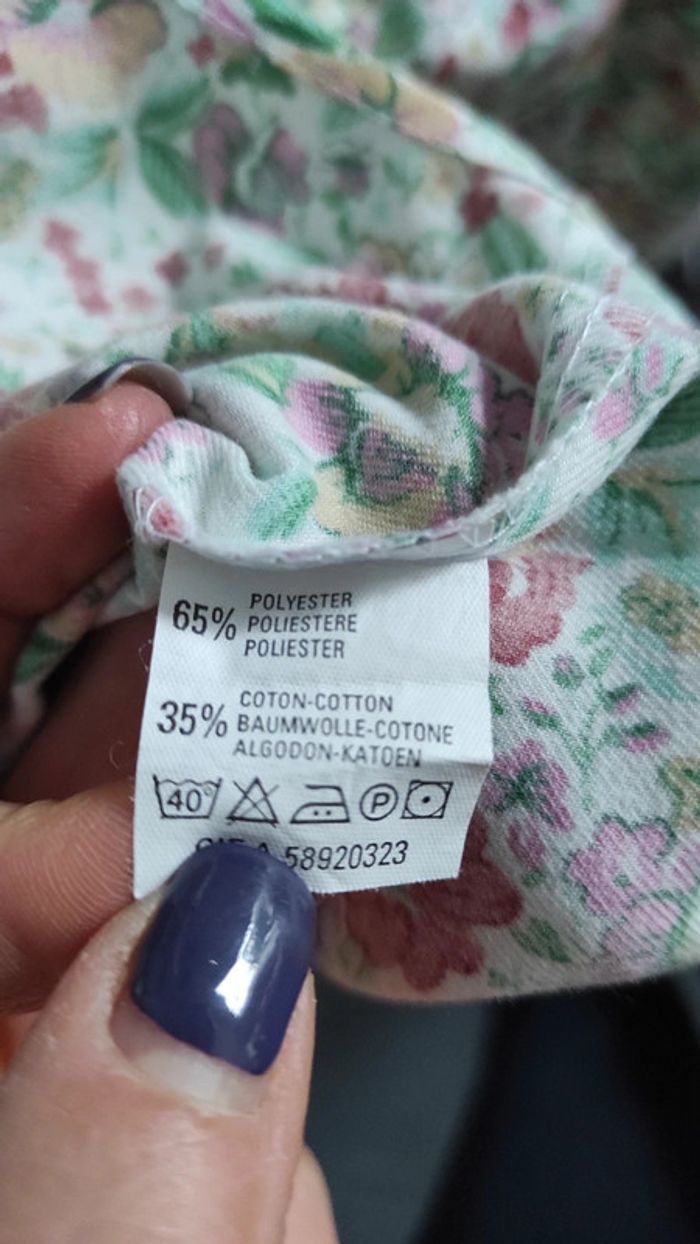 65% POLYESTER
POLIESTERE
POLIESTER
35% COTON-COTTON
BAUMWOLLE-COTONE
ALGODON-KATOEN
40° P
A 58920323